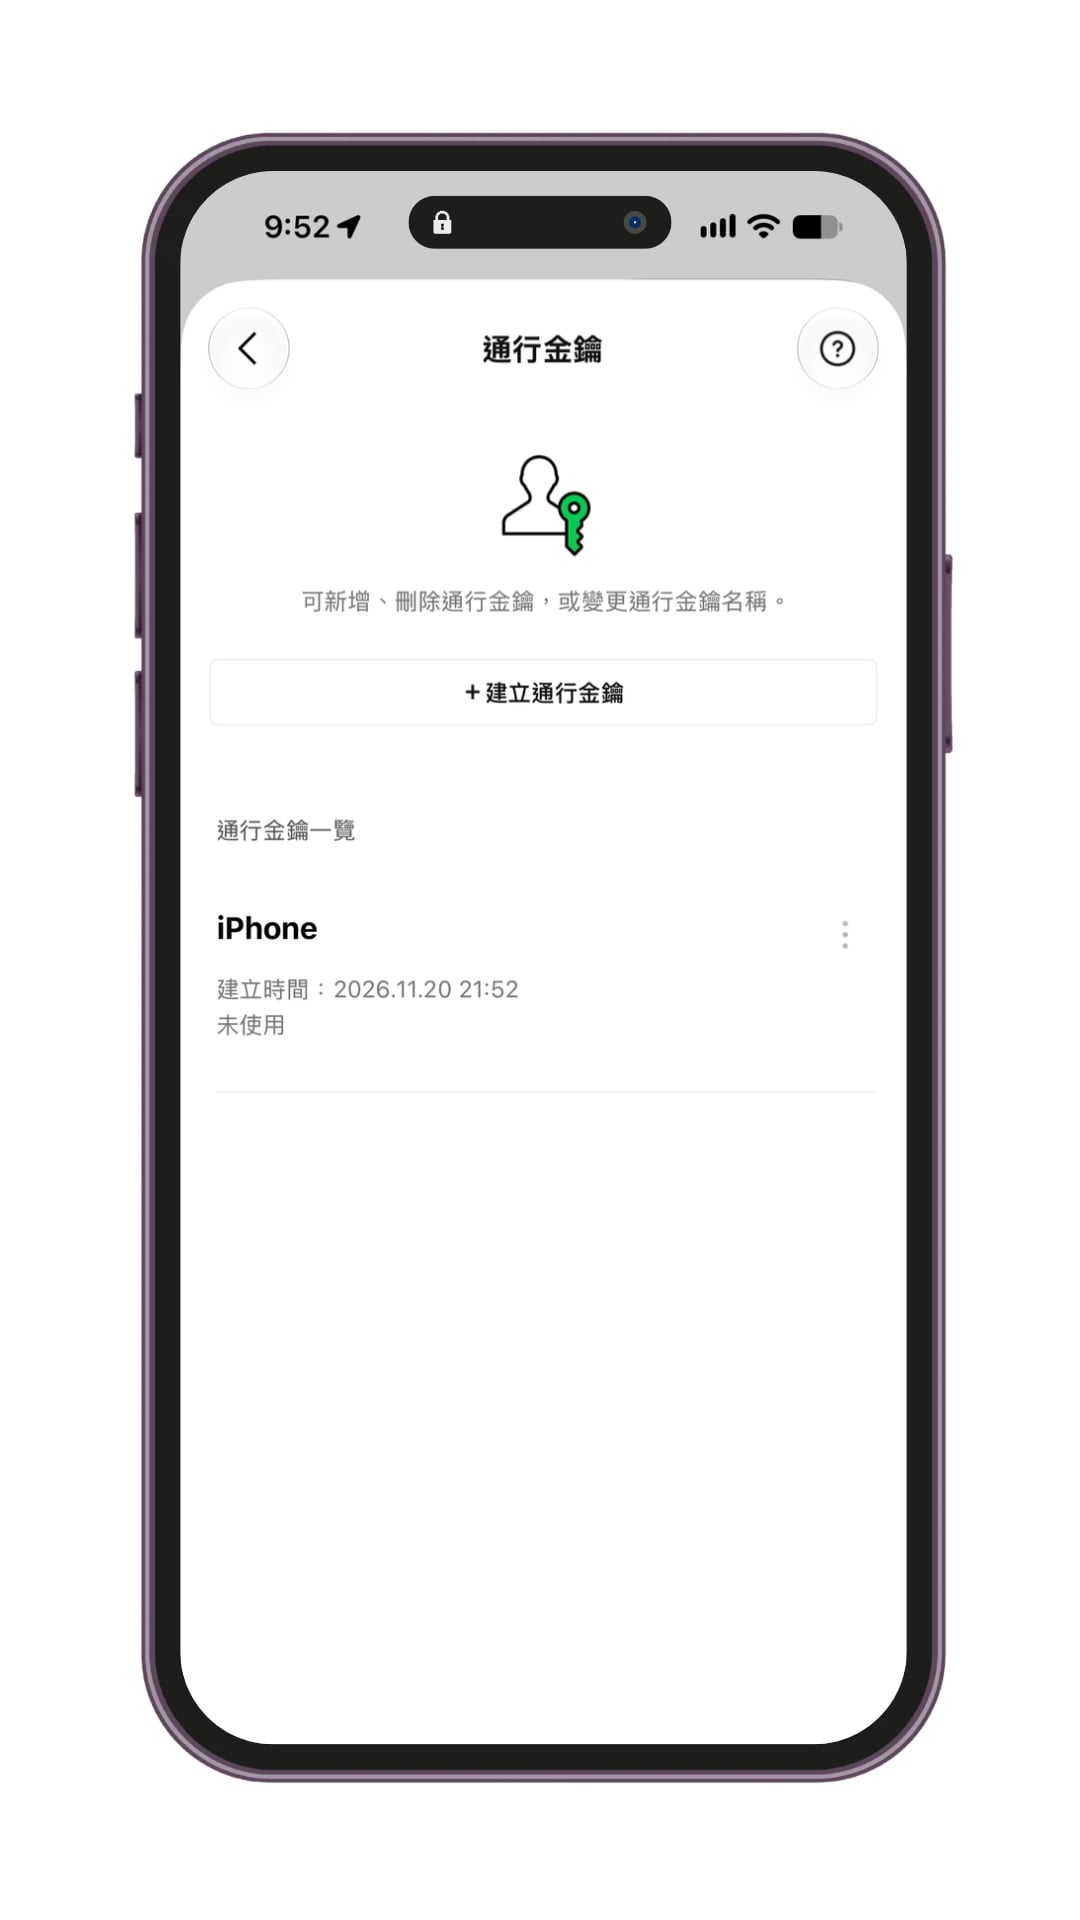 9:52
通行金鑰
可新增、刪除通行金鑰，或變更通行金鑰名稱。
+ 建立通行金鑰
通行金鑰一覽
iPhone
建立時間：2026.11.20 21:52
未使用